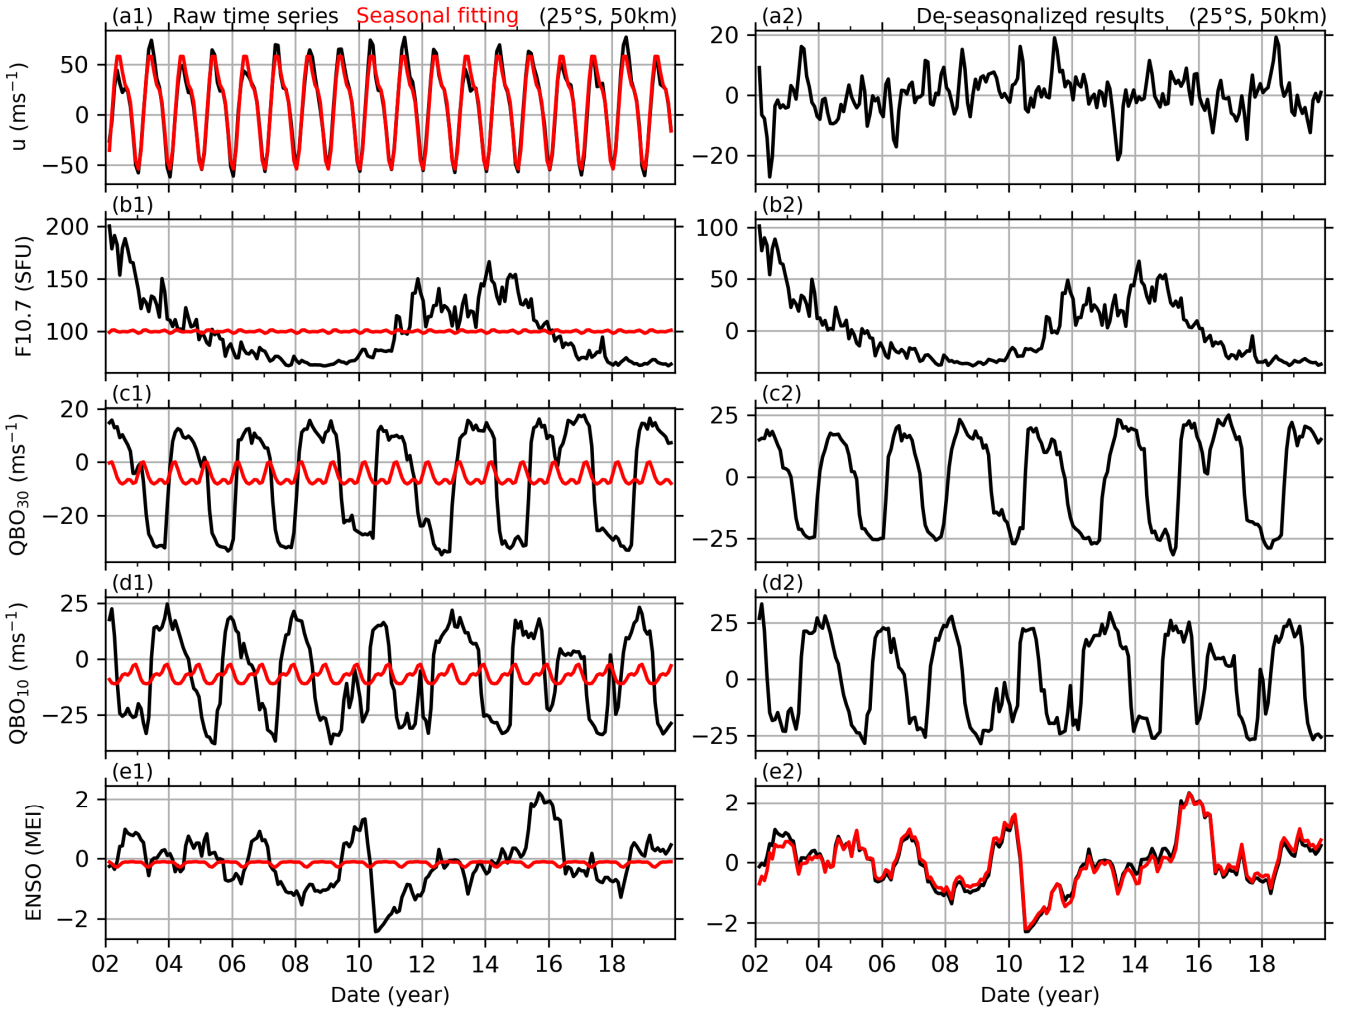 (a1) Raw time series Seasonal fitting (25°S, 50km)
(a2) De-seasonalized results (25°S, 50km)
u (ms⁻¹)
50
0
−50
20
0
−20
(b1)
(b2)
F10.7 (SFU)
200
150
100
100
50
0
(c1)
(c2)
QBO₃₀ (ms⁻¹)
20
0
−20
25
0
−25
(d1)
(d2)
QBO₁₀ (ms⁻¹)
25
0
−25
25
0
−25
(e1)
(e2)
ENSO (MEI)
2
0
−2
2
0
−2
02 04 06 08 10 12 14 16 18
02 04 06 08 10 12 14 16 18
Date (year)
Date (year)